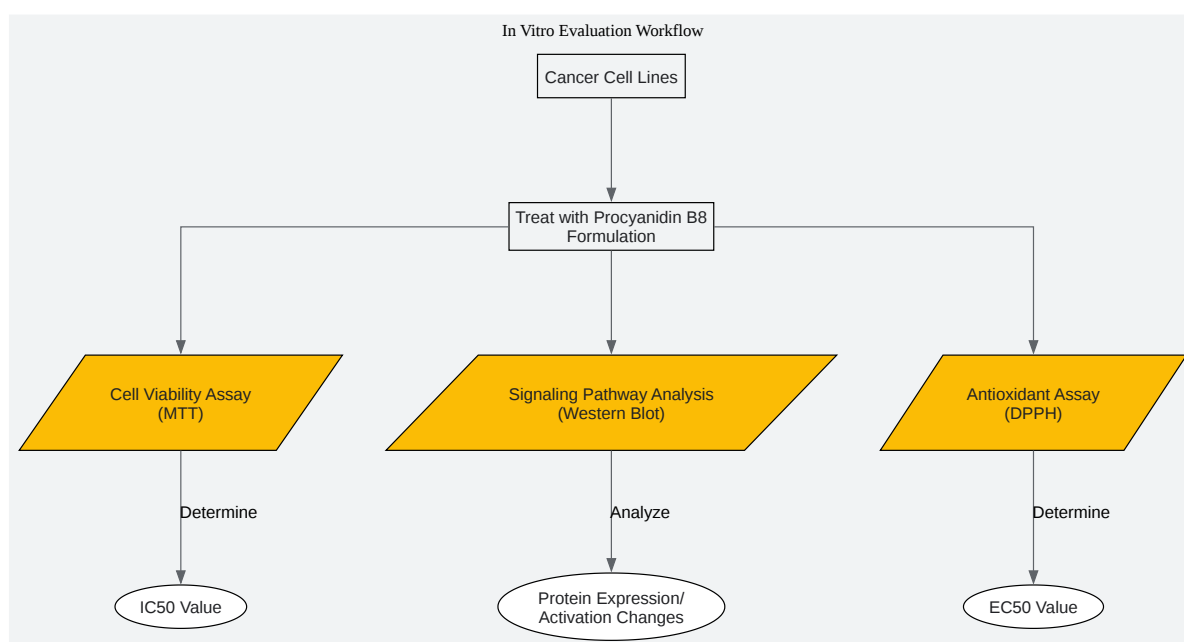 In Vitro Evaluation Workflow
Cancer Cell Lines
Treat with Procyanidin B8
Formulation
Cell Viability Assay
(MTT)
Signaling Pathway Analysis
(Western Blot)
Antioxidant Assay
(DPPH)
Determine
Analyze
Determine
IC50 Value
Protein Expression/
Activation Changes
EC50 Value